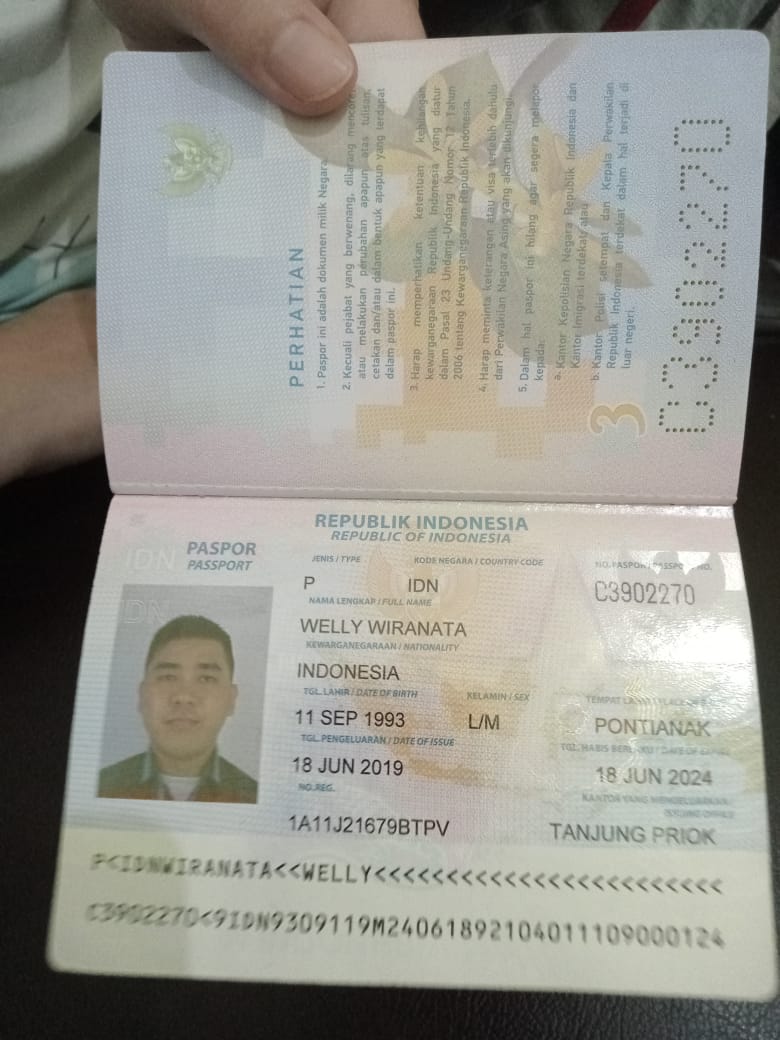 PERHATIAN
1. Paspor ini adalah dokumen milik Negara.
2. Kecuali pejabat yang berwenang, dilarang
atau melakukan perubahan apapun atas tulisan,
cetakan dan/atau dalam bentuk apapun yang terdapat
dalam paspor ini.
3. Harap memperhatikan ketentuan kehilangan
kewarganegaraan Republik Indonesia yang diatur
dalam Pasal 23 Undang-Undang Nomor 12 Tahun
2006 tentang Kewarganegaraan Republik Indonesia.
4. Harap meminta keterangan atau visa terlebih dahulu
dari Perwakilan Negara Asing yang akan dikunjungi.
5. Dalam hal paspor ini hilang agar segera melapor
kepada:
a. Kantor Kepolisian Negara Republik Indonesia dan
Kantor Imigrasi terdekat atau
b. Kantor Polisi setempat dan Kepala Perwakilan
Republik Indonesia terdekat dalam hal terjadi di
luar negeri.
3
C3902270
REPUBLIK INDONESIA
REPUBLIC OF INDONESIA
IDN
PASPOR
PASSPORT
JENIS / TYPE KODE NEGARA / COUNTRY CODE NO. PASPOR / PASSPORT NO.
P IDN C3902270
NAMA LENGKAP / FULL NAME
WELLY WIRANATA
KEWARGANEGARAAN / NATIONALITY
INDONESIA
TGL. LAHIR / DATE OF BIRTH KELAMIN / SEX TEMPAT
11 SEP 1993 L/M PONTIANAK
TGL. PENGELUARAN / DATE OF ISSUE TGL. HABIS BERLAKU / DATE OF
18 JUN 2019 18 JUN 2024
NO. REG. KANTOR YANG MENGELUARKAN
ISSUING OFFICE
1A11J21679BTPV TANJUNG PRIOK
P<IDNWIRANATA<<WELLY<<<<<<<<<<<<<<<<<<<<<<<<
C3902270<9IDN9309119M24061892104011109000124